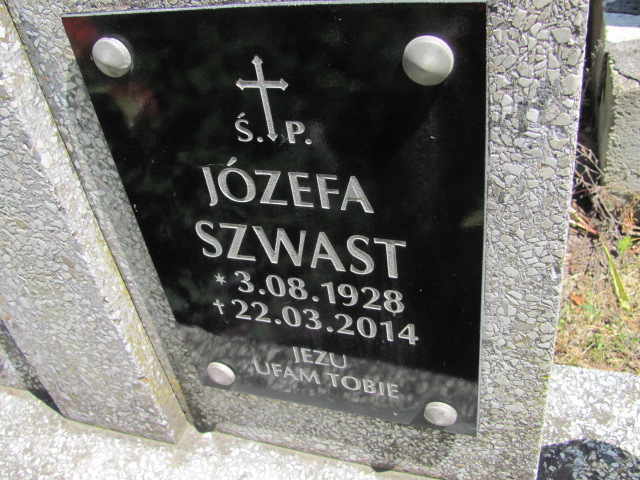 Ś. P.
JÓZEFA
SZWAST
* 3.08.1928
† 22.03.2014
JEZU
UFAM TOBIE